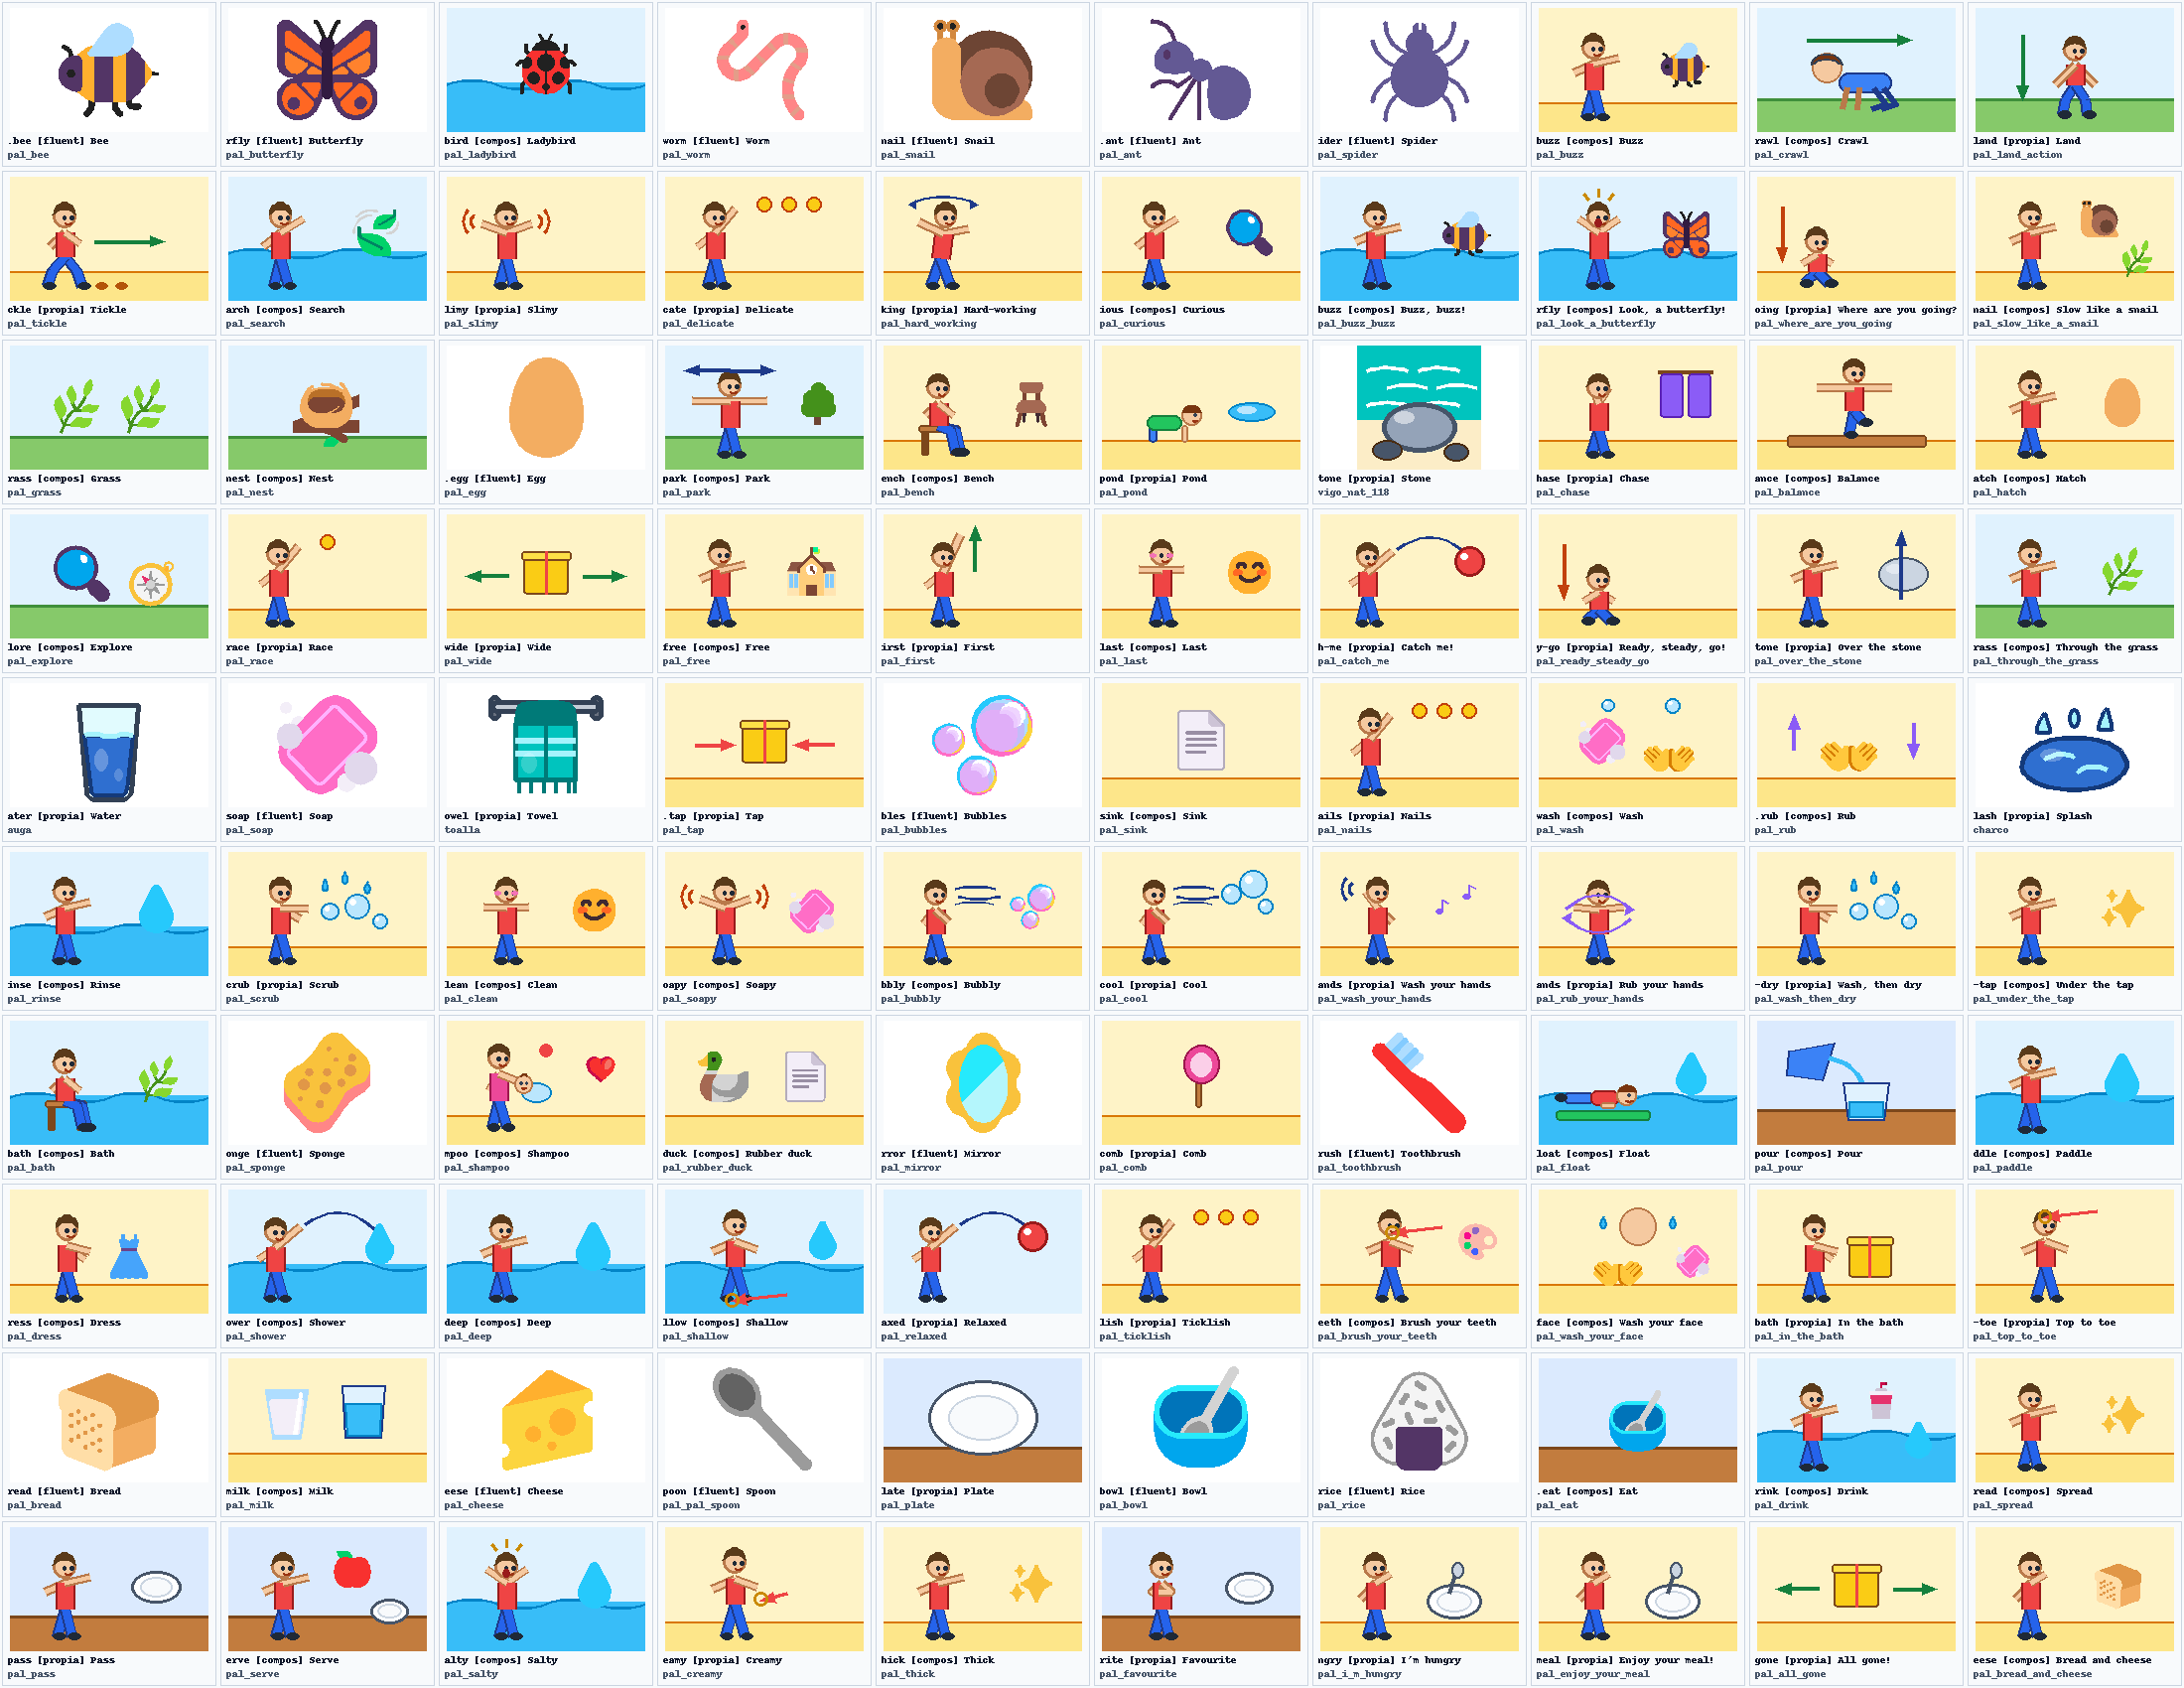 .bee [fluent] Bee
pal_bee
rfly [fluent] Butterfly
pal_butterfly
bird [compos] Ladybird
pal_ladybird
worm [fluent] Worm
pal_worm
nail [fluent] Snail
pal_snail
.ant [fluent] Ant
pal_ant
ider [fluent] Spider
pal_spider
buzz [compos] Buzz
pal_buzz
rawl [compos] Crawl
pal_crawl
land [propia] Land
pal_land_action
ckle [propia] Tickle
pal_tickle
arch [compos] Search
pal_search
limy [propia] Slimy
pal_slimy
cate [propia] Delicate
pal_delicate
king [propia] Hard-working
pal_hard_working
ious [compos] Curious
pal_curious
buzz [compos] Buzz, buzz!
pal_buzz_buzz
rfly [compos] Look, a butterfly!
pal_look_a_butterfly
oing [propia] Where are you going?
pal_where_are_you_going
nail [compos] Slow like a snail
pal_slow_like_a_snail
rass [compos] Grass
pal_grass
nest [compos] Nest
pal_nest
.egg [fluent] Egg
pal_egg
park [compos] Park
pal_park
ench [compos] Bench
pal_bench
pond [propia] Pond
pal_pond
tone [propia] Stone
vigo_nat_118
hase [propia] Chase
pal_chase
ance [compos] Balance
pal_balance
atch [compos] Hatch
pal_hatch
lore [compos] Explore
pal_explore
race [propia] Race
pal_race
wide [propia] Wide
pal_wide
free [compos] Free
pal_free
irst [propia] First
pal_first
last [compos] Last
pal_last
h-me [propia] Catch me!
pal_catch_me
y-go [propia] Ready, steady, go!
pal_ready_steady_go
tone [propia] Over the stone
pal_over_the_stone
rass [compos] Through the grass
pal_through_the_grass
ater [propia] Water
auga
soap [fluent] Soap
pal_soap
owel [propia] Towel
toalla
.tap [propia] Tap
pal_tap
bles [fluent] Bubbles
pal_bubbles
sink [compos] Sink
pal_sink
ails [propia] Nails
pal_nails
wash [compos] Wash
pal_wash
.rub [compos] Rub
pal_rub
lash [propia] Splash
charco
inse [compos] Rinse
pal_rinse
crub [propia] Scrub
pal_scrub
lean [compos] Clean
pal_clean
oapy [compos] Soapy
pal_soapy
bbly [compos] Bubbly
pal_bubbly
cool [propia] Cool
pal_cool
ands [propia] Wash your hands
pal_wash_your_hands
ands [propia] Rub your hands
pal_rub_your_hands
-dry [propia] Wash, then dry
pal_wash_then_dry
-tap [compos] Under the tap
pal_under_the_tap
bath [compos] Bath
pal_bath
onge [fluent] Sponge
pal_sponge
mpoo [compos] Shampoo
pal_shampoo
duck [compos] Rubber duck
pal_rubber_duck
rror [fluent] Mirror
pal_mirror
comb [propia] Comb
pal_comb
rush [fluent] Toothbrush
pal_toothbrush
loat [compos] Float
pal_float
pour [compos] Pour
pal_pour
ddle [compos] Paddle
pal_paddle
ress [compos] Dress
pal_dress
ower [compos] Shower
pal_shower
deep [compos] Deep
pal_deep
llow [compos] Shallow
pal_shallow
axed [propia] Relaxed
pal_relaxed
lish [propia] Ticklish
pal_ticklish
eeth [compos] Brush your teeth
pal_brush_your_teeth
face [compos] Wash your face
pal_wash_your_face
bath [propia] In the bath
pal_in_the_bath
-toe [propia] Top to toe
pal_top_to_toe
read [fluent] Bread
pal_bread
milk [compos] Milk
pal_milk
eese [fluent] Cheese
pal_cheese
poon [fluent] Spoon
pal_pal_spoon
late [propia] Plate
pal_plate
bowl [fluent] Bowl
pal_bowl
rice [fluent] Rice
pal_rice
.eat [compos] Eat
pal_eat
rink [compos] Drink
pal_drink
read [compos] Spread
pal_spread
pass [propia] Pass
pal_pass
erve [compos] Serve
pal_serve
alty [compos] Salty
pal_salty
eamy [propia] Creamy
pal_creamy
hick [compos] Thick
pal_thick
rite [propia] Favourite
pal_favourite
ngry [propia] I'm hungry
pal_i_m_hungry
meal [propia] Enjoy your meal!
pal_enjoy_your_meal
gone [propia] All gone!
pal_all_gone
eese [compos] Bread and cheese
pal_bread_and_cheese